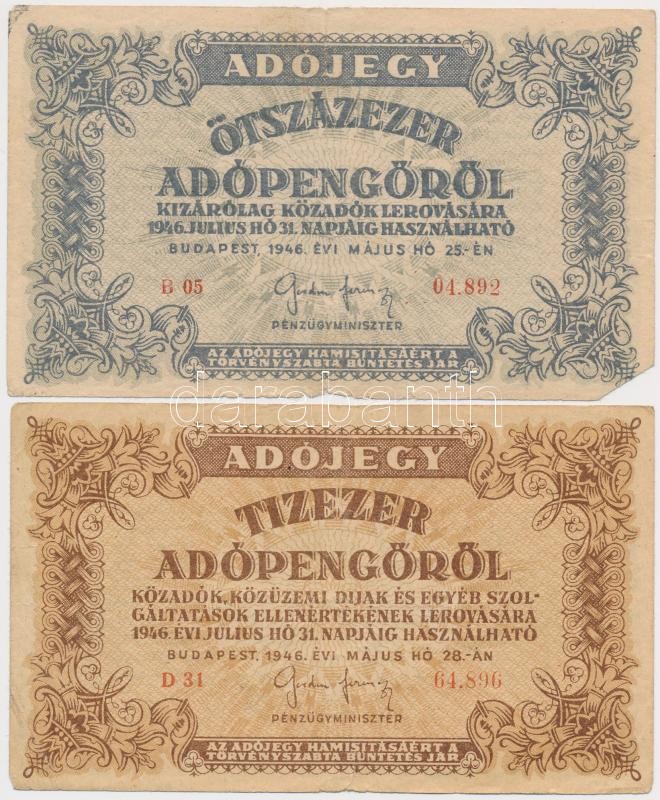 ADÓJEGY
ÖTSZÁZEZER
ADÓPENGŐRŐL
KIZÁRÓLAG KÖZADÓK LEROVÁSÁRA
1946. JULIUS HÓ 31. NAPJÁIG HASZNÁLHATÓ
BUDAPEST, 1946. ÉVI MÁJUS HÓ 25.-ÉN
B 05 04.892
PÉNZÜGYMINISZTER
AZ ADÓJEGY HAMISITÁSÁÉRT A
TÖRVÉNYSZABTA BÜNTETÉS JÁR
darabanth
ADÓJEGY
TIZEZER
ADÓPENGŐRŐL
KÖZADÓK, KÖZÜZEMI DIJAK ÉS EGYÉB SZOL-
GÁLTATÁSOK ELLENÉRTÉKÉNEK LEROVÁSÁRA
1946. ÉVI JULIUS HÓ 31. NAPJÁIG HASZNÁLHATÓ
BUDAPEST, 1946. ÉVI MÁJUS HÓ 28.-ÁN
D 31 64.896
PÉNZÜGYMINISZTER
AZ ADÓJEGY HAMISITÁSÁÉRT A
TÖRVÉNYSZABTA BÜNTETÉS JÁR